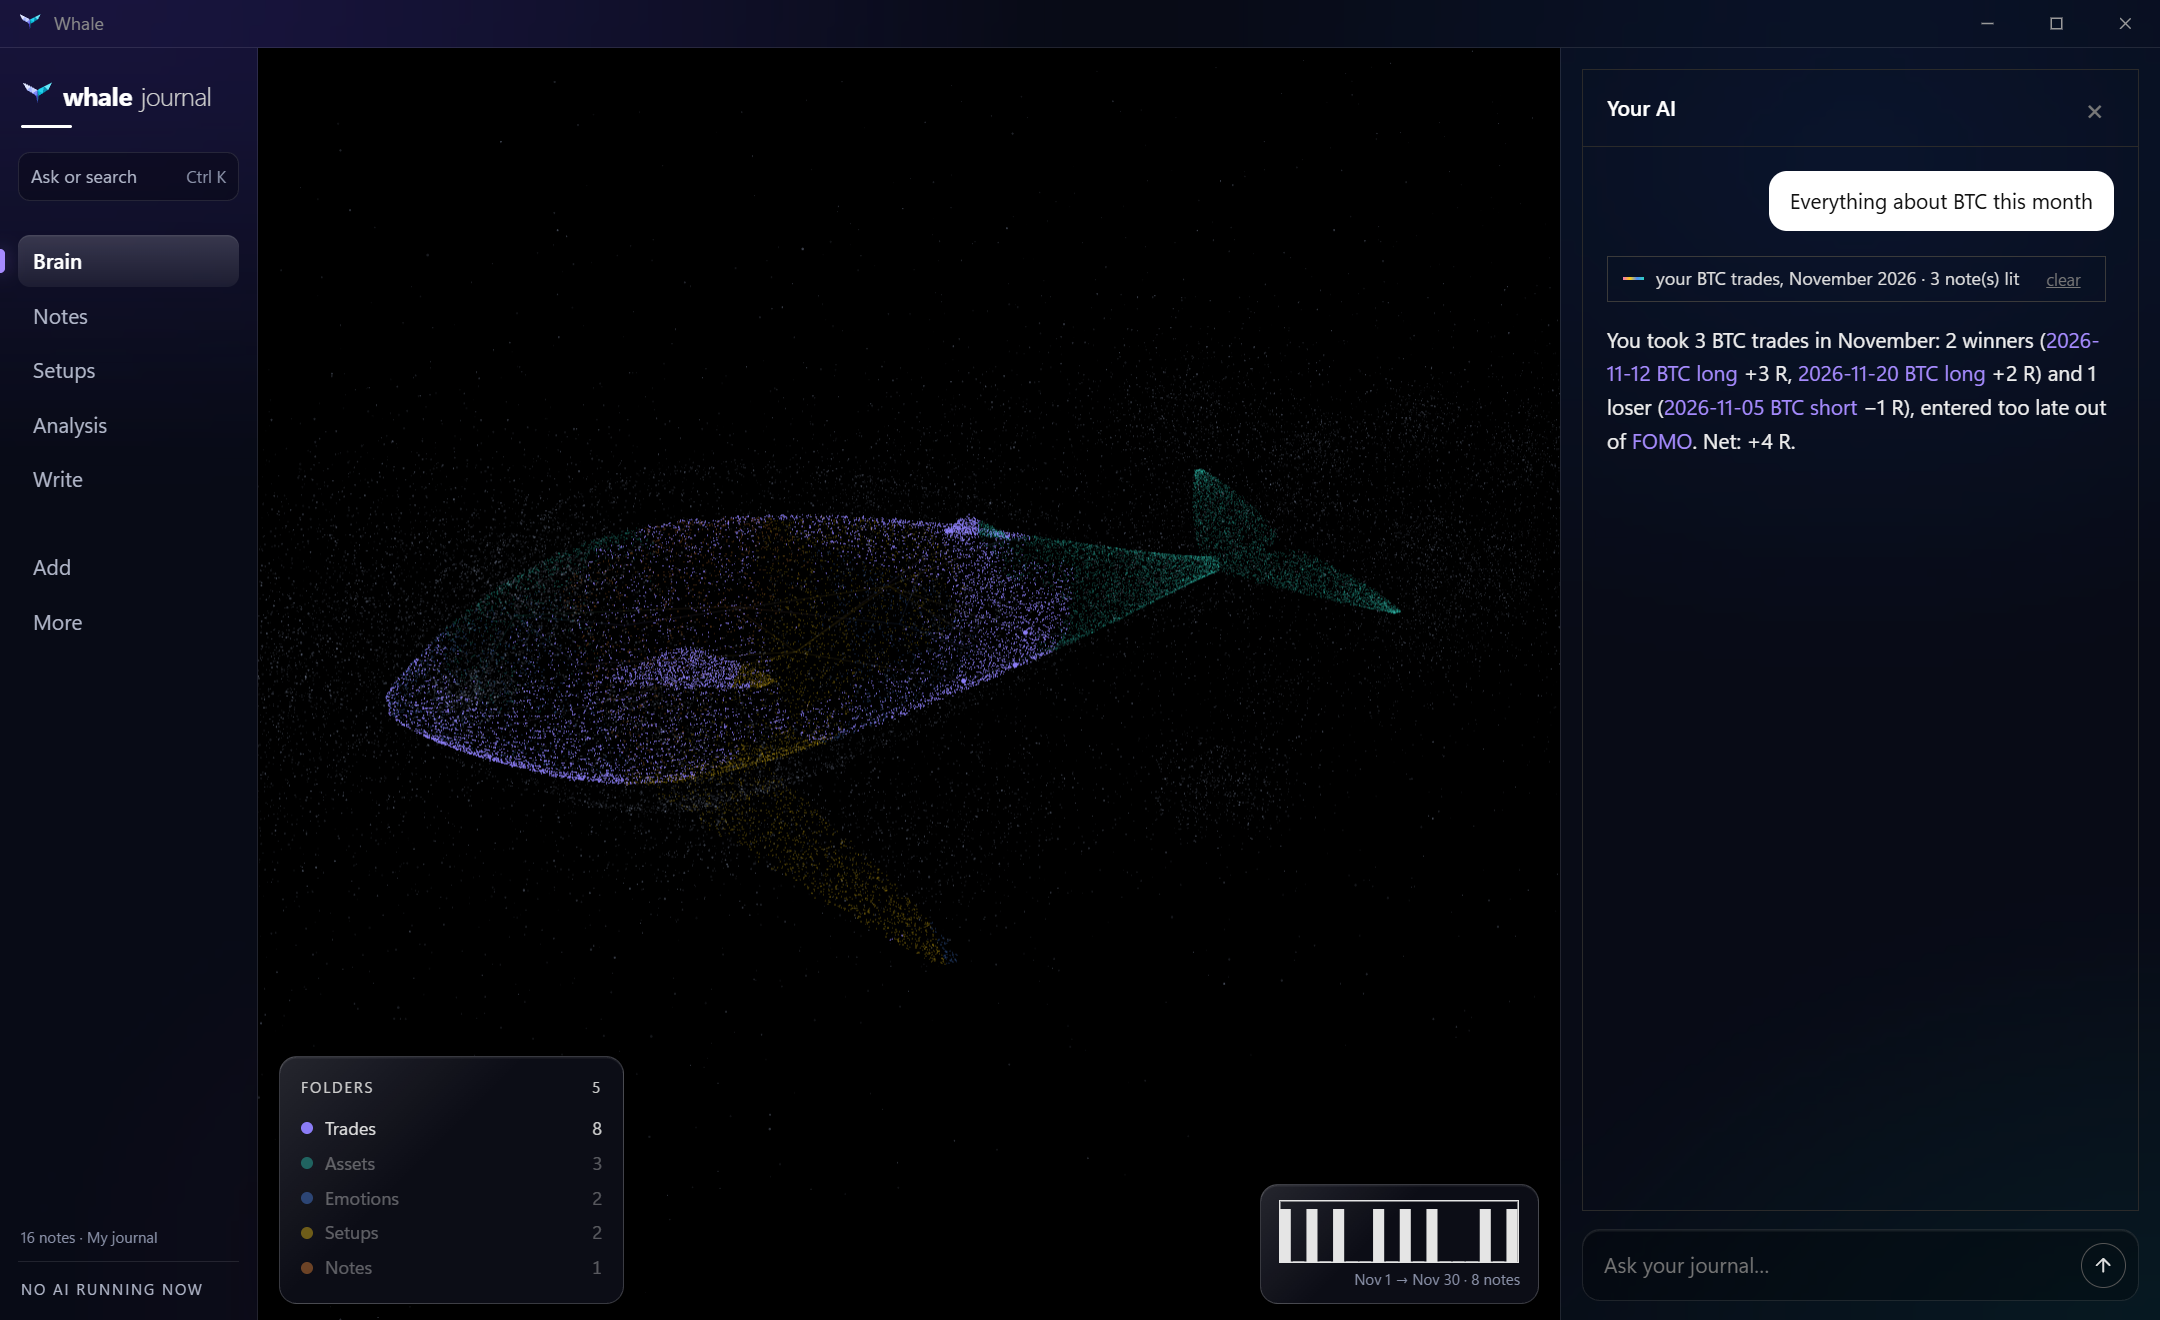 Whale
whale journal
Ask or search Ctrl K
Brain
Notes
Setups
Analysis
Write
Add
More
16 notes · My journal
NO AI RUNNING NOW
FOLDERS 5
Trades 8
Assets 3
Emotions 2
Setups 2
Notes 1
Nov 1 → Nov 30 · 8 notes
Your AI
Everything about BTC this month
your BTC trades, November 2026 · 3 note(s) lit clear
You took 3 BTC trades in November: 2 winners (2026-
11-12 BTC long +3 R, 2026-11-20 BTC long +2 R) and 1
loser (2026-11-05 BTC short −1 R), entered too late out
of FOMO. Net: +4 R.
Ask your journal...